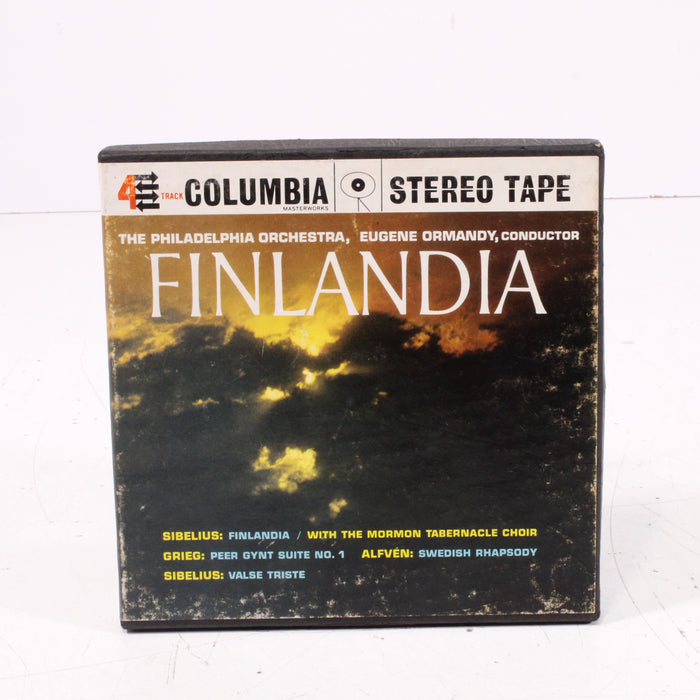 4 TRACK COLUMBIA STEREO TAPE
MASTERWORKS
THE PHILADELPHIA ORCHESTRA, EUGENE ORMANDY, CONDUCTOR
FINLANDIA
SIBELIUS: FINLANDIA / WITH THE MORMON TABERNACLE CHOIR
GRIEG: PEER GYNT SUITE NO. 1 ALFVÉN: SWEDISH RHAPSODY
SIBELIUS: VALSE TRISTE